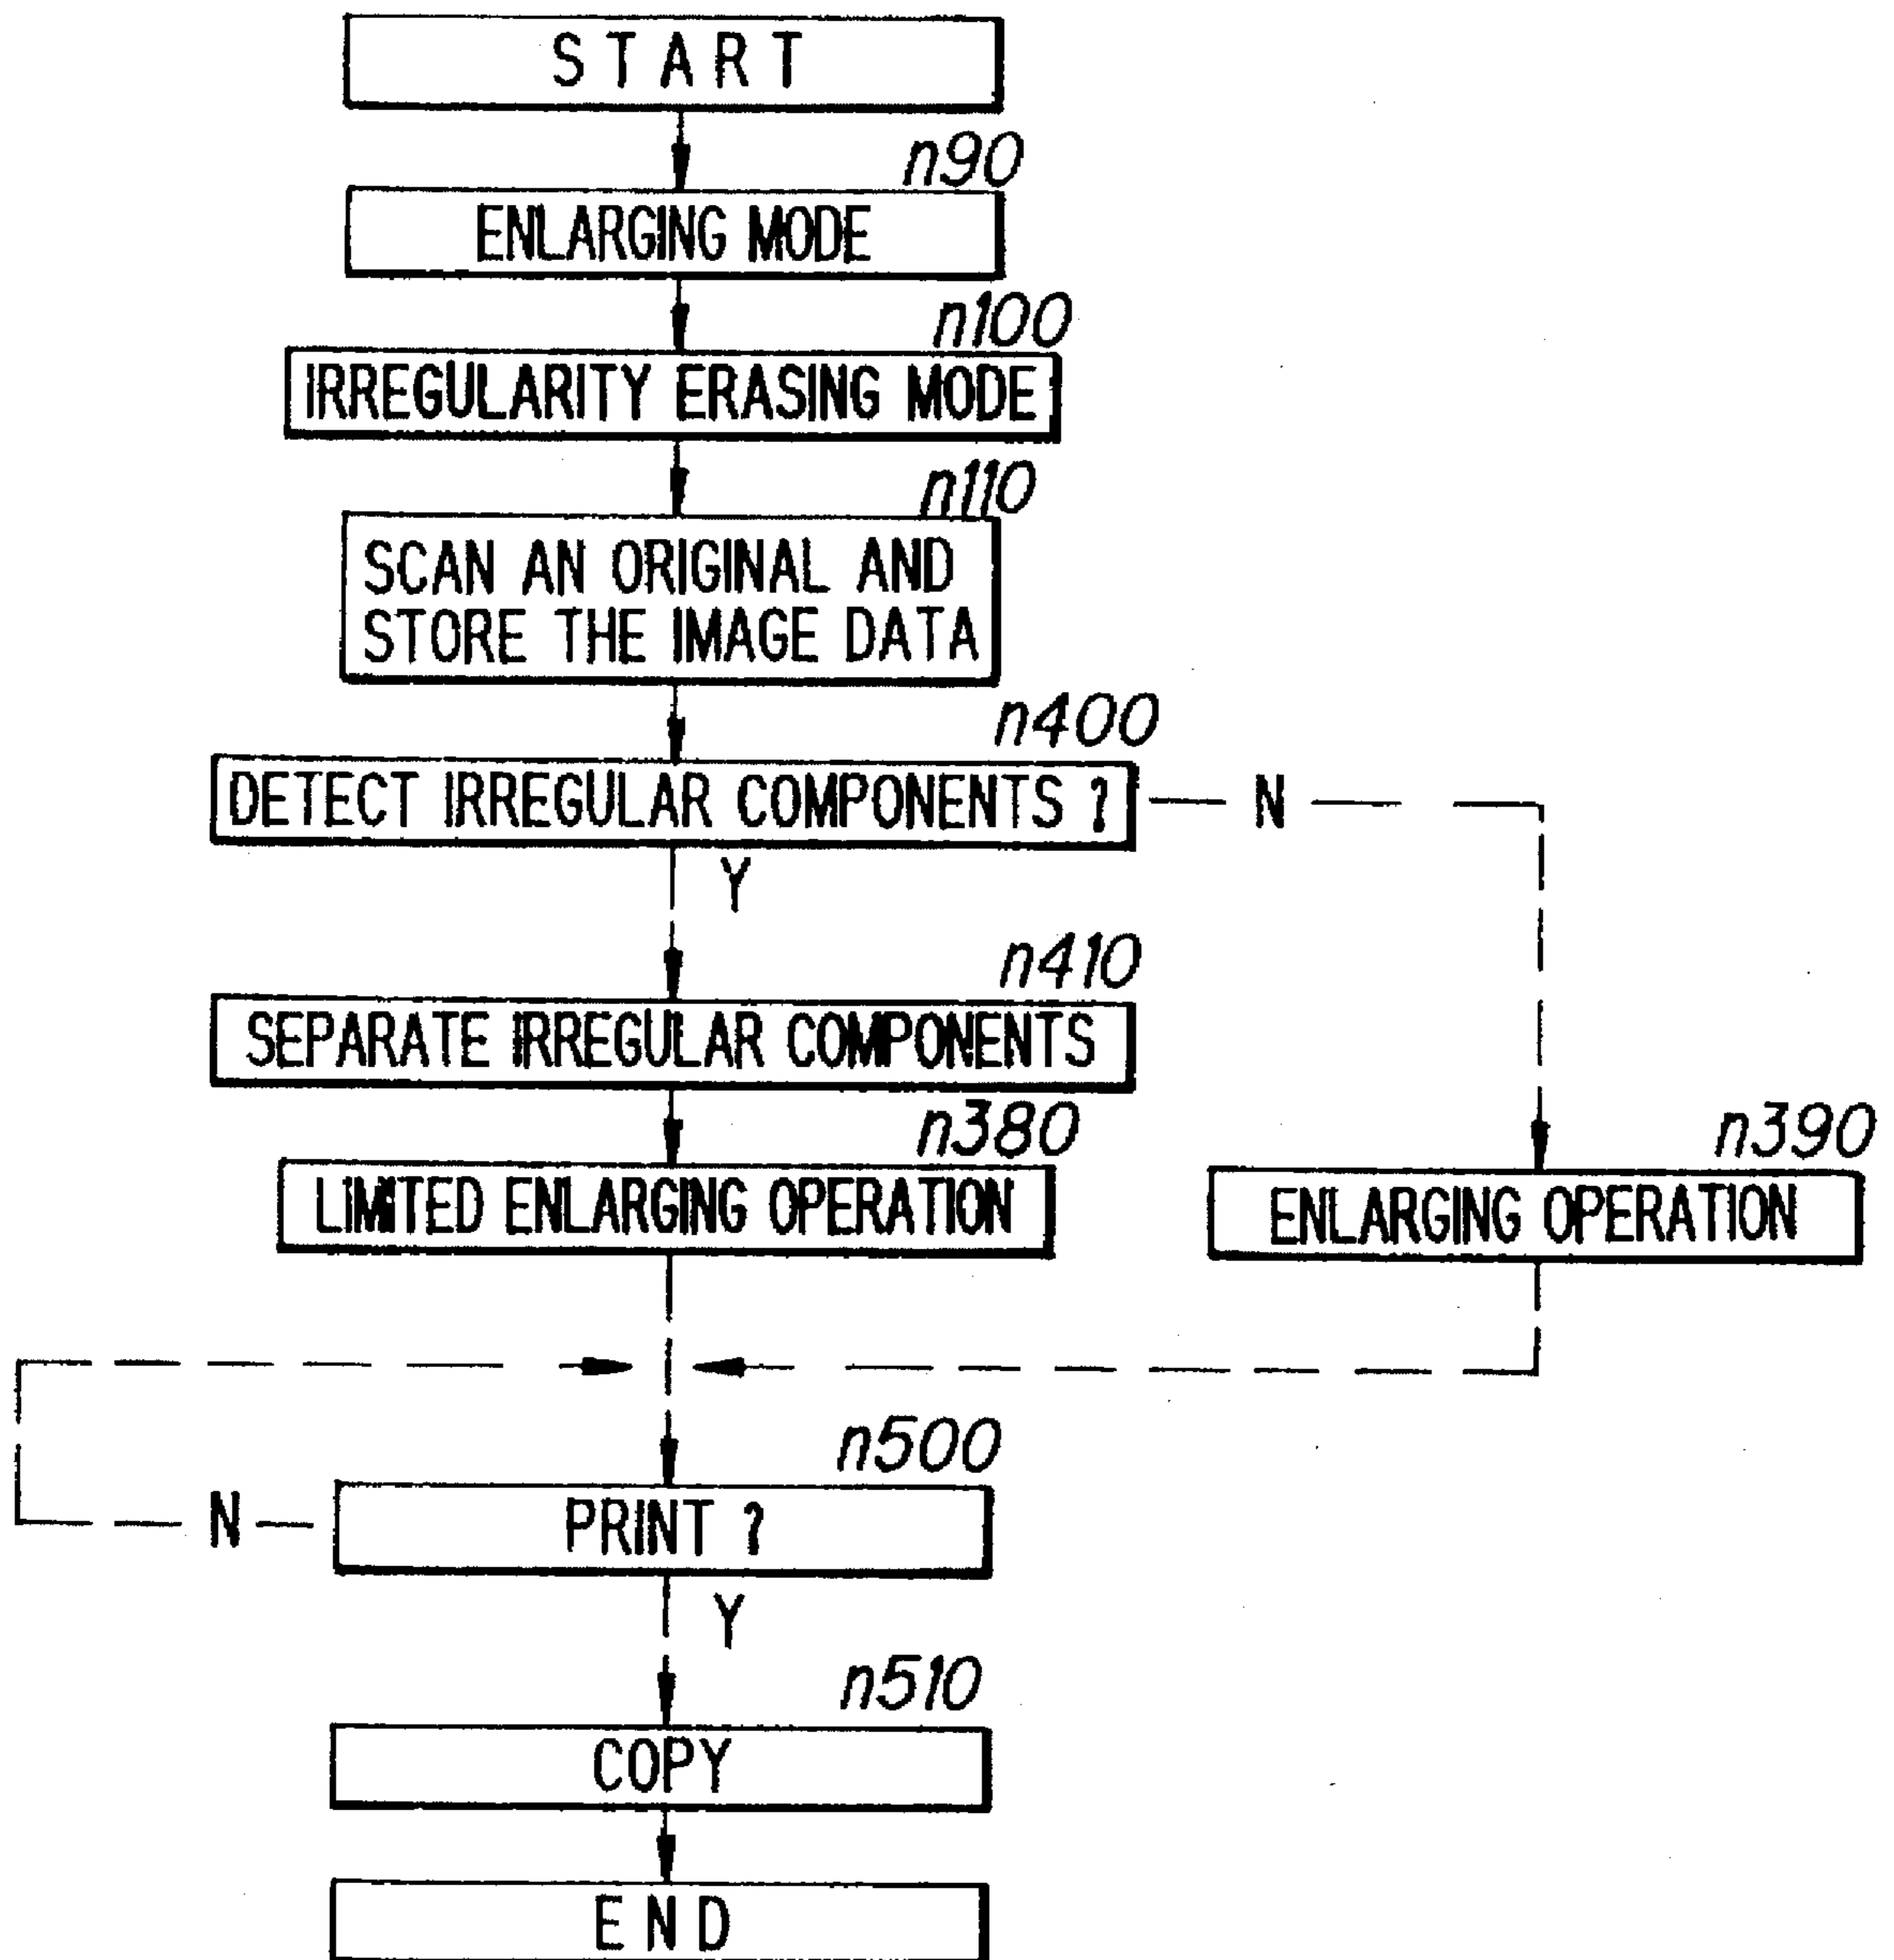 START
n90
ENLARGING MODE
n100
IRREGULARITY ERASING MODE
n110
SCAN AN ORIGINAL AND
STORE THE IMAGE DATA
n400
DETECT IRREGULAR COMPONENTS ?
N
Y
n410
SEPARATE IRREGULAR COMPONENTS
n380
LIMITED ENLARGING OPERATION
n390
ENLARGING OPERATION
n500
PRINT ?
N
Y
n510
COPY
END